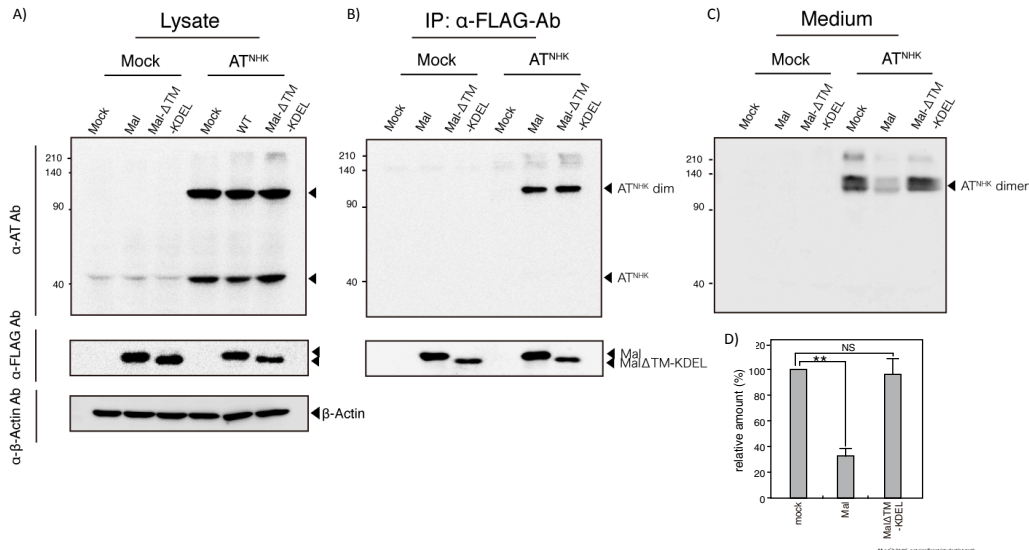 A)
Lysate
Mock
AT^NHK
Mock
Mal
Mal-ΔTM
-KDEL
Mock
WT
Mal-ΔTM
-KDEL
α-AT Ab
210
140
90
40
α-FLAG Ab
α-β-Actin Ab
β-Actin
B)
IP: α-FLAG-Ab
Mock
AT^NHK
Mock
Mal
Mal-ΔTM
-KDEL
Mock
Mal
Mal-ΔTM
-KDEL
210
140
90
40
AT^NHK dim
AT^NHK
Mal
MalΔTM-KDEL
C)
Medium
Mock
AT^NHK
Mock
Mal
Mal-ΔTM
-KDEL
Mock
Mal
Mal-ΔTM
-KDEL
210
140
90
40
AT^NHK dimer
D)
relative amount (%)
20
100
80
60
40
20
0
NS
**
mock
Mal
MalΔTM
-KDEL